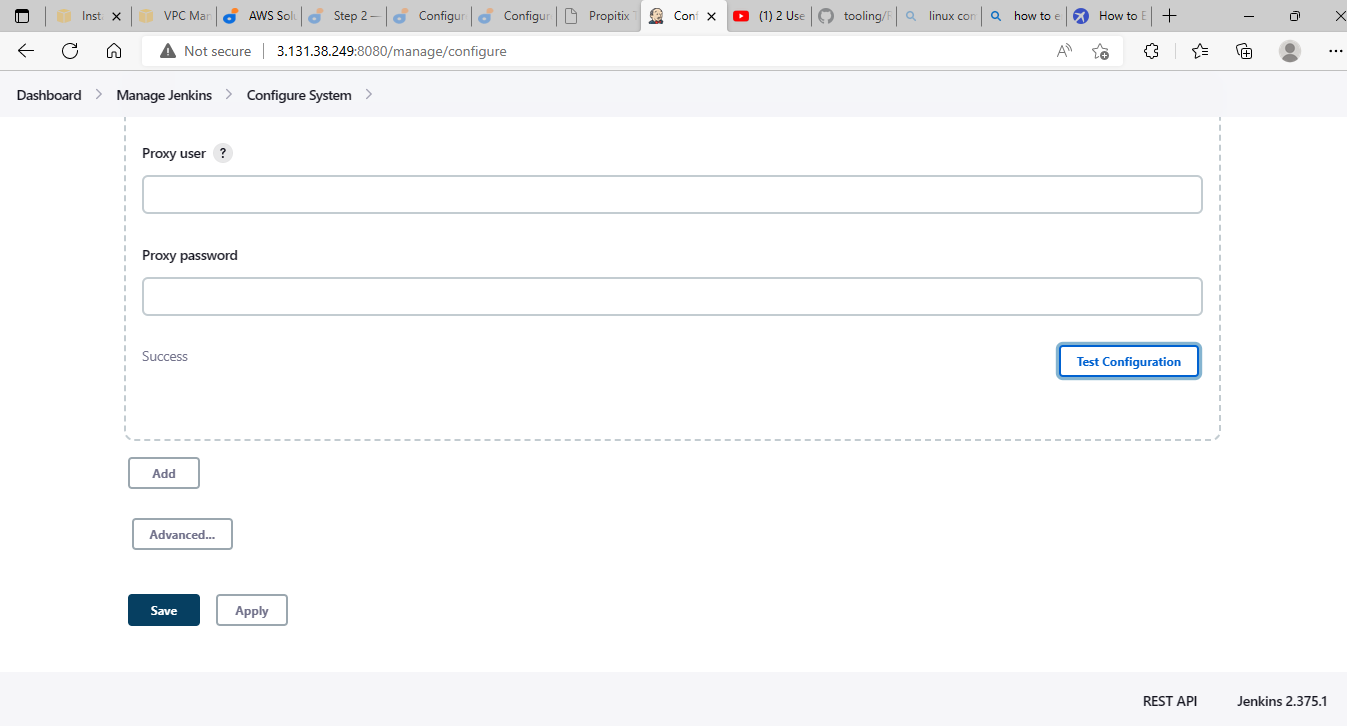 Inst
VPC Mar
AWS Solu
Step 2 —
Configur
Configur
Propitix T
Conf
(1) 2 Use
tooling/
linux con
how to e
How to E
Not secure
3.131.38.249:8080/manage/configure
Dashboard
Manage Jenkins
Configure System
Proxy user ?
Proxy password
Success
Test Configuration
Add
Advanced...
Save
Apply
REST API
Jenkins 2.375.1